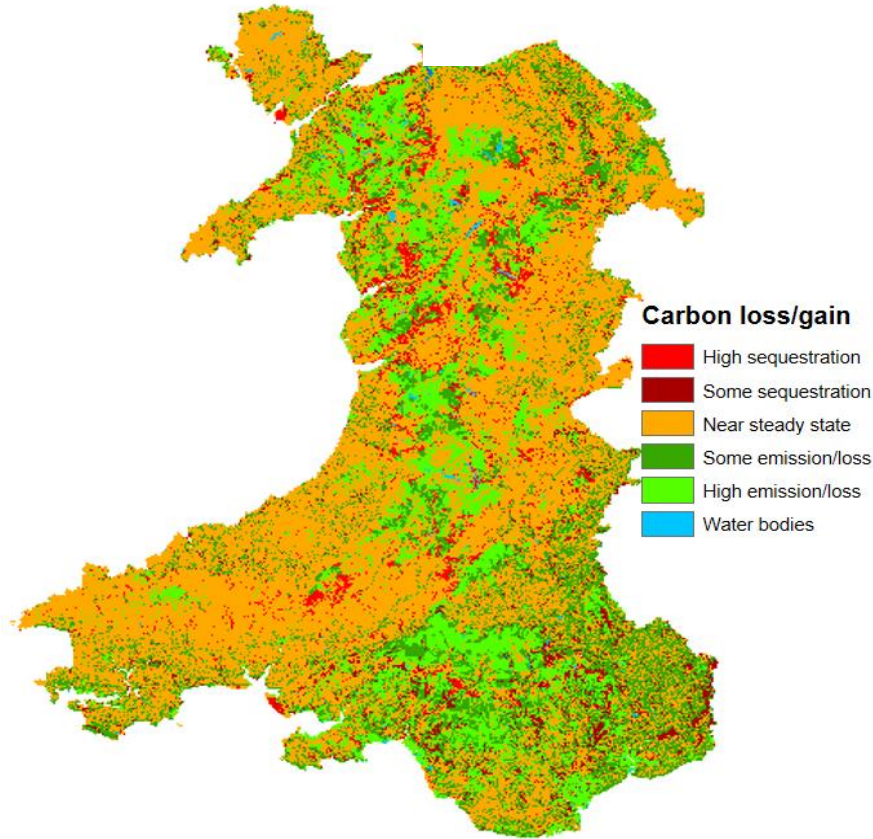 Carbon loss/gain
High sequestration
Some sequestration
Near steady state
Some emission/loss
High emission/loss
Water bodies